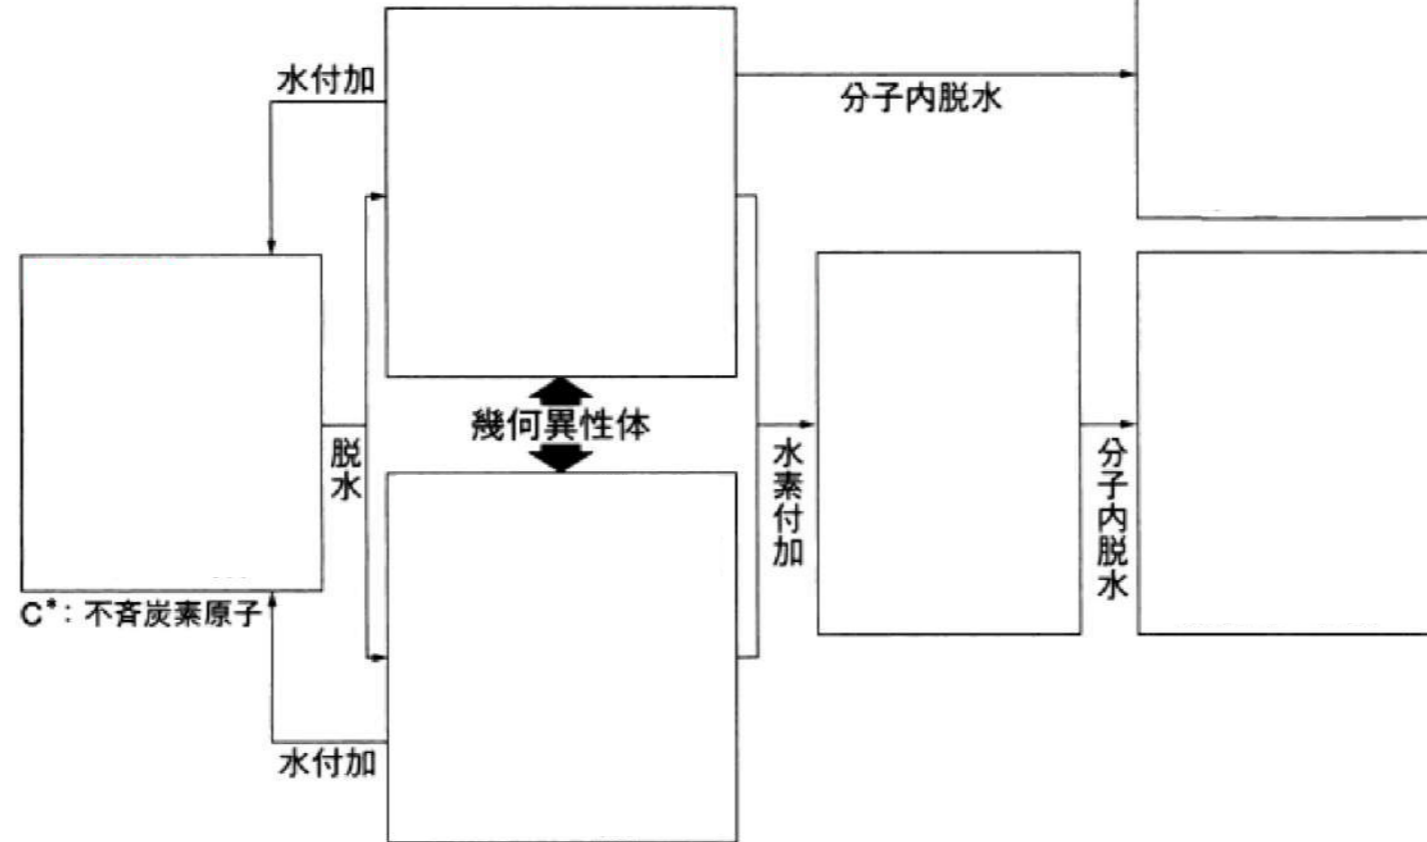 水付加
分子内脱水
幾何異性体
脱水
水素付加
分子内脱水
C*：不斉炭素原子
水付加